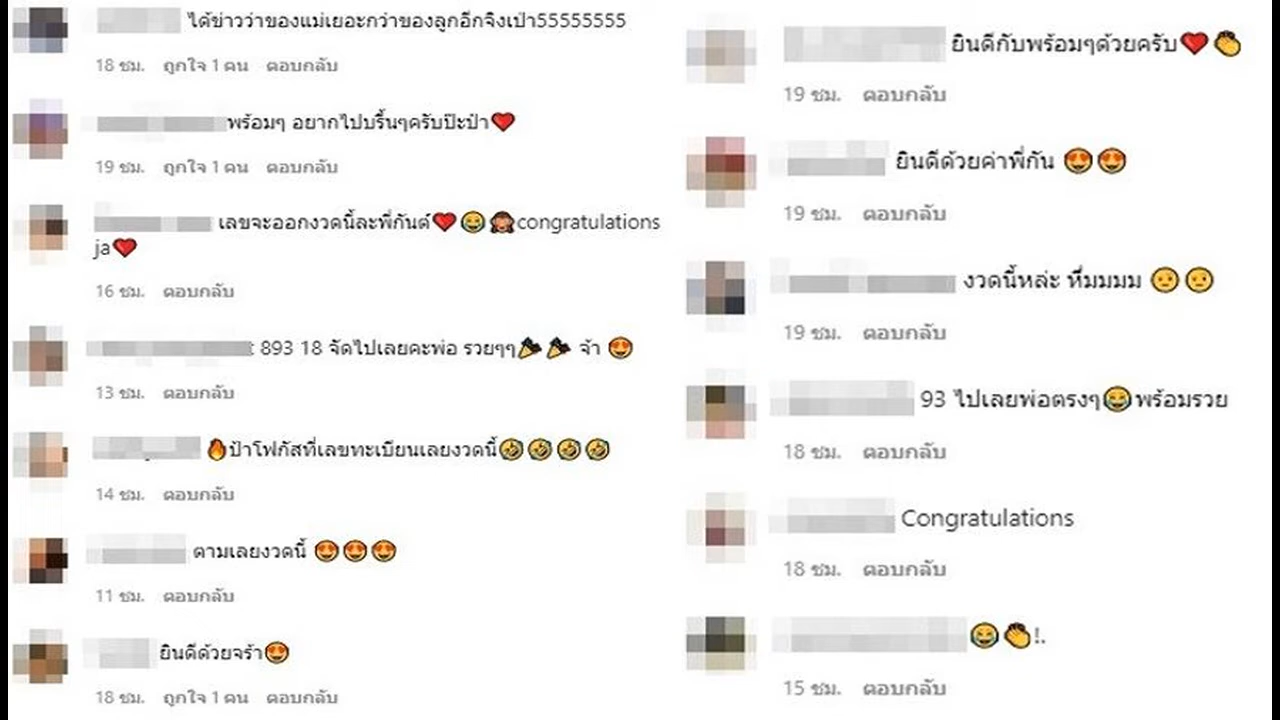 ได้ข่าวว่าของแม่เยอะกว่าของลูกอีกจิงเป่า55555555
18 ชม. ถูกใจ 1 คน ตอบกลับ
พร้อมๆ อยากไปบรื้นๆครับป๊ะป๋า❤️
19 ชม. ถูกใจ 1 คน ตอบกลับ
เลขจะออกงวดนี้ละพี่กันต์❤️😂🙈congratulations
ja❤️
16 ชม. ตอบกลับ
893 18 จัดไปเลยคะพ่อ รวยๆๆ🎉🎉 จ้า 😍
13 ชม. ตอบกลับ
🔥ป๋าโฟกัสที่เลขทะเบียนเลยงวดนี้🤣🤣🤣🤣
14 ชม. ตอบกลับ
ตามเลยงวดนี้ 😍😍😍
11 ชม. ตอบกลับ
ยินดีด้วยจร้า😍
18 ชม. ถูกใจ 1 คน ตอบกลับ
ยินดีกับพร้อมๆด้วยครับ❤️👏
19 ชม. ตอบกลับ
ยินดีด้วยค่าพี่กัน 😍😍
19 ชม. ตอบกลับ
งวดนี้หล่ะ หึ่มมมมม 🤨🤨
19 ชม. ตอบกลับ
93 ไปเลยพ่อตรงๆ😂พร้อมรวย
18 ชม. ตอบกลับ
Congratulations
18 ชม. ตอบกลับ
😂👏!.
15 ชม. ตอบกลับ